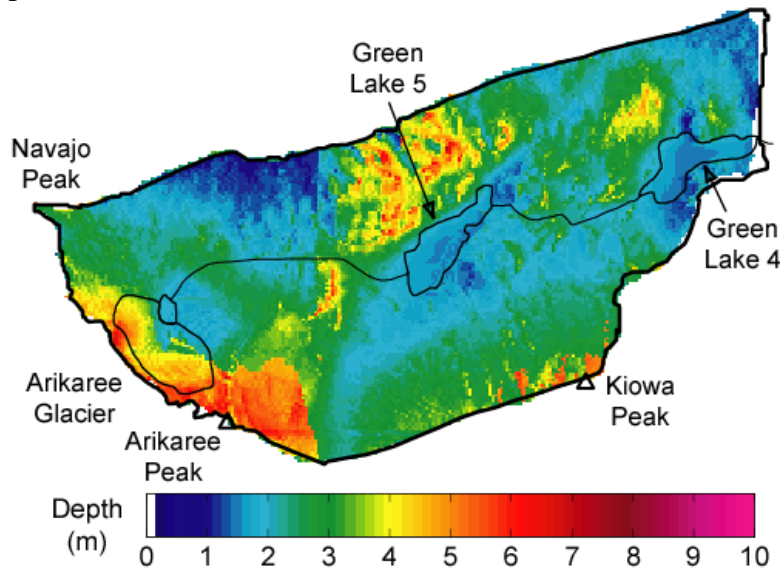 Green
Lake 5
Navajo
Peak
Green
Lake 4
Arikaree
Glacier
Kiowa
Peak
Arikaree
Peak
Depth
(m)
0 1 2 3 4 5 6 7 8 9 10